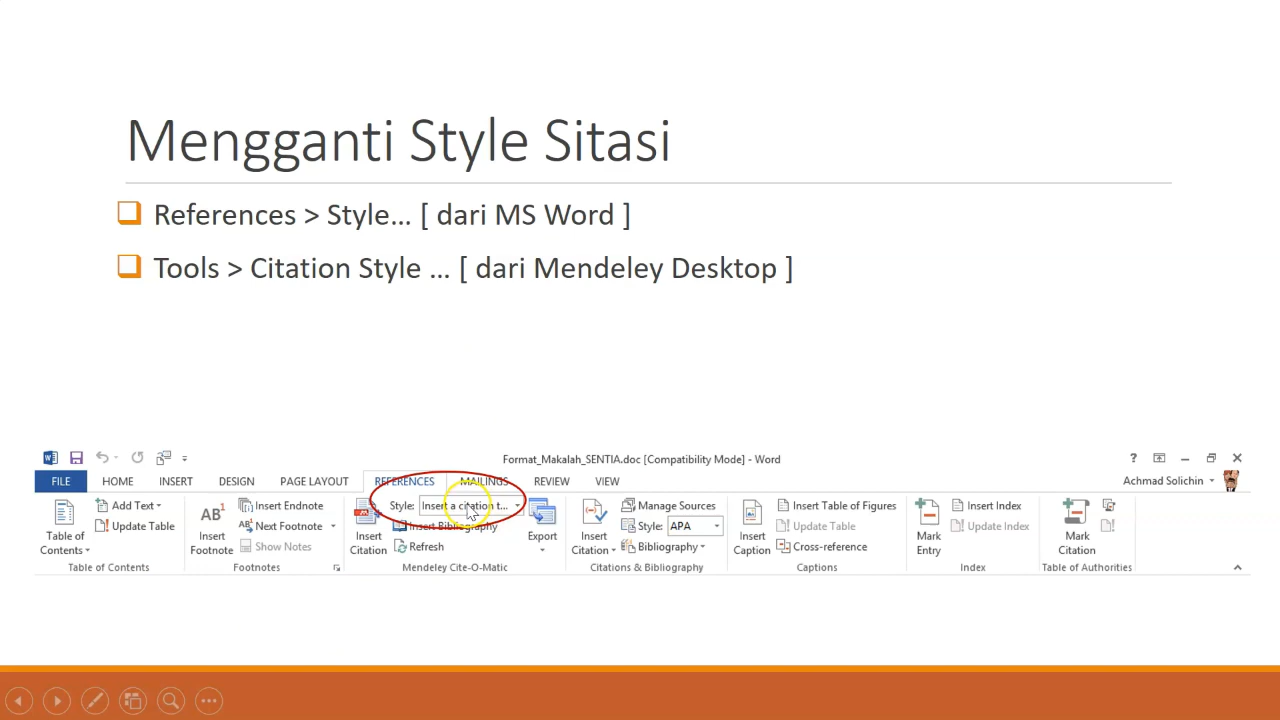 Mengganti Style Sitasi
References > Style... [ dari MS Word ]
Tools > Citation Style ... [ dari Mendeley Desktop ]
Format_Makalah_SENTIA.doc [Compatibility Mode] - Word
FILE HOME INSERT DESIGN PAGE LAYOUT REFERENCES MAILINGS REVIEW VIEW Achmad Solichin
Table of Contents
Add Text
Update Table
Table of Contents
AB1
Insert Footnote
Insert Endnote
Next Footnote
Show Notes
Footnotes
Insert Citation
Style: Insert a citation t...
Insert Bibliography
Refresh
Export
Mendeley Cite-O-Matic
Insert Citation
Manage Sources
Style: APA
Bibliography
Citations & Bibliography
Insert Caption
Insert Table of Figures
Update Table
Cross-reference
Captions
Mark Entry
Insert Index
Update Index
Index
Mark Citation
Table of Authorities